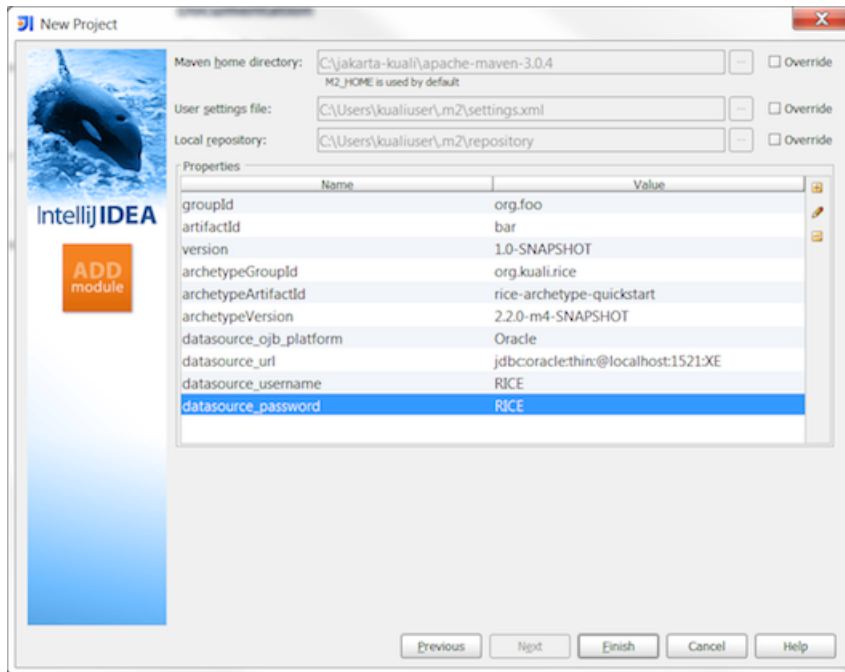 Documentation
New Project
Maven home directory: C:\jakarta-kuali\apache-maven-3.0.4 ... Override
M2_HOME is used by default
User settings file: C:\Users\kualiuser\.m2\settings.xml ... Override
Local repository: C:\Users\kualiuser\.m2\repository ... Override
Properties
Name Value
groupId org.foo
artifactId bar
version 1.0-SNAPSHOT
archetypeGroupId org.kuali.rice
archetypeArtifactId rice-archetype-quickstart
archetypeVersion 2.2.0-m4-SNAPSHOT
datasource_ojb_platform Oracle
datasource_url jdbc:oracle:thin:@localhost:1521:XE
datasource_username RICE
datasource_password RICE
IntelliJIDEA
ADD
module
Previous Next Finish Cancel Help